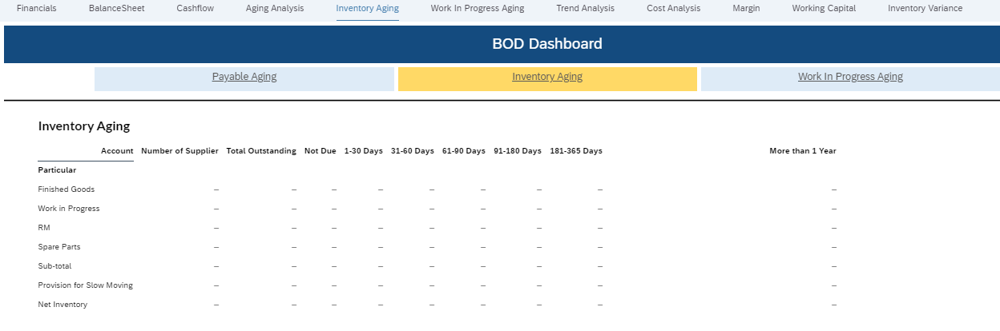 Financials BalanceSheet Cashflow Aging Analysis Inventory Aging Work In Progress Aging Trend Analysis Cost Analysis Margin Working Capital Inventory Variance
BOD Dashboard
Payable Aging Inventory Aging Work In Progress Aging
Inventory Aging
Account Number of Supplier Total Outstanding Not Due 1-30 Days 31-60 Days 61-90 Days 91-180 Days 181-365 Days More than 1 Year
Particular
Finished Goods – – – – – – – – –
Work in Progress – – – – – – – – –
RM – – – – – – – – –
Spare Parts – – – – – – – – –
Sub-total – – – – – – – – –
Provision for Slow Moving – – – – – – – – –
Net Inventory – – – – – – – – –